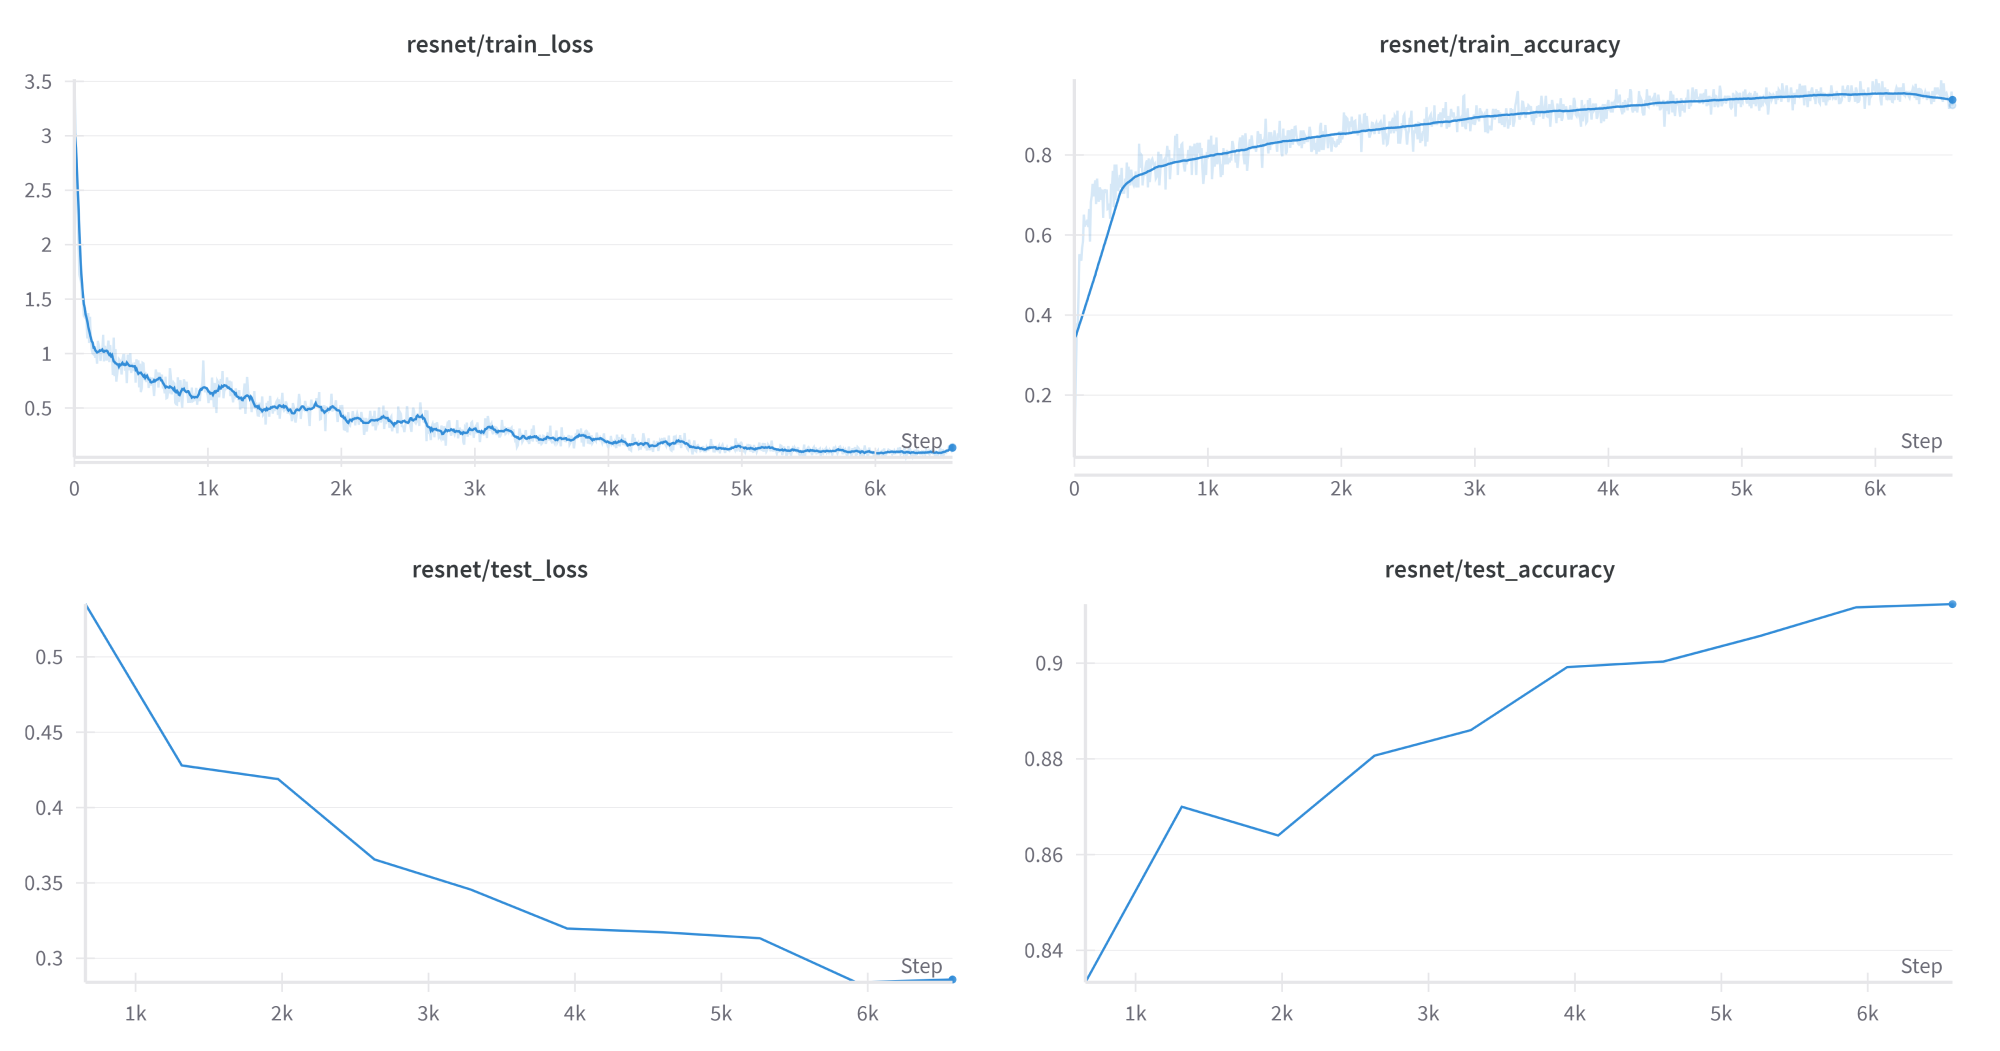 resnet/train_loss
3.5
3
2.5
2
1.5
1
0.5
Step
0 1k 2k 3k 4k 5k 6k
resnet/train_accuracy
0.8
0.6
0.4
0.2
Step
0 1k 2k 3k 4k 5k 6k
resnet/test_loss
0.5
0.45
0.4
0.35
0.3
Step
1k 2k 3k 4k 5k 6k
resnet/test_accuracy
0.9
0.88
0.86
0.84
Step
1k 2k 3k 4k 5k 6k